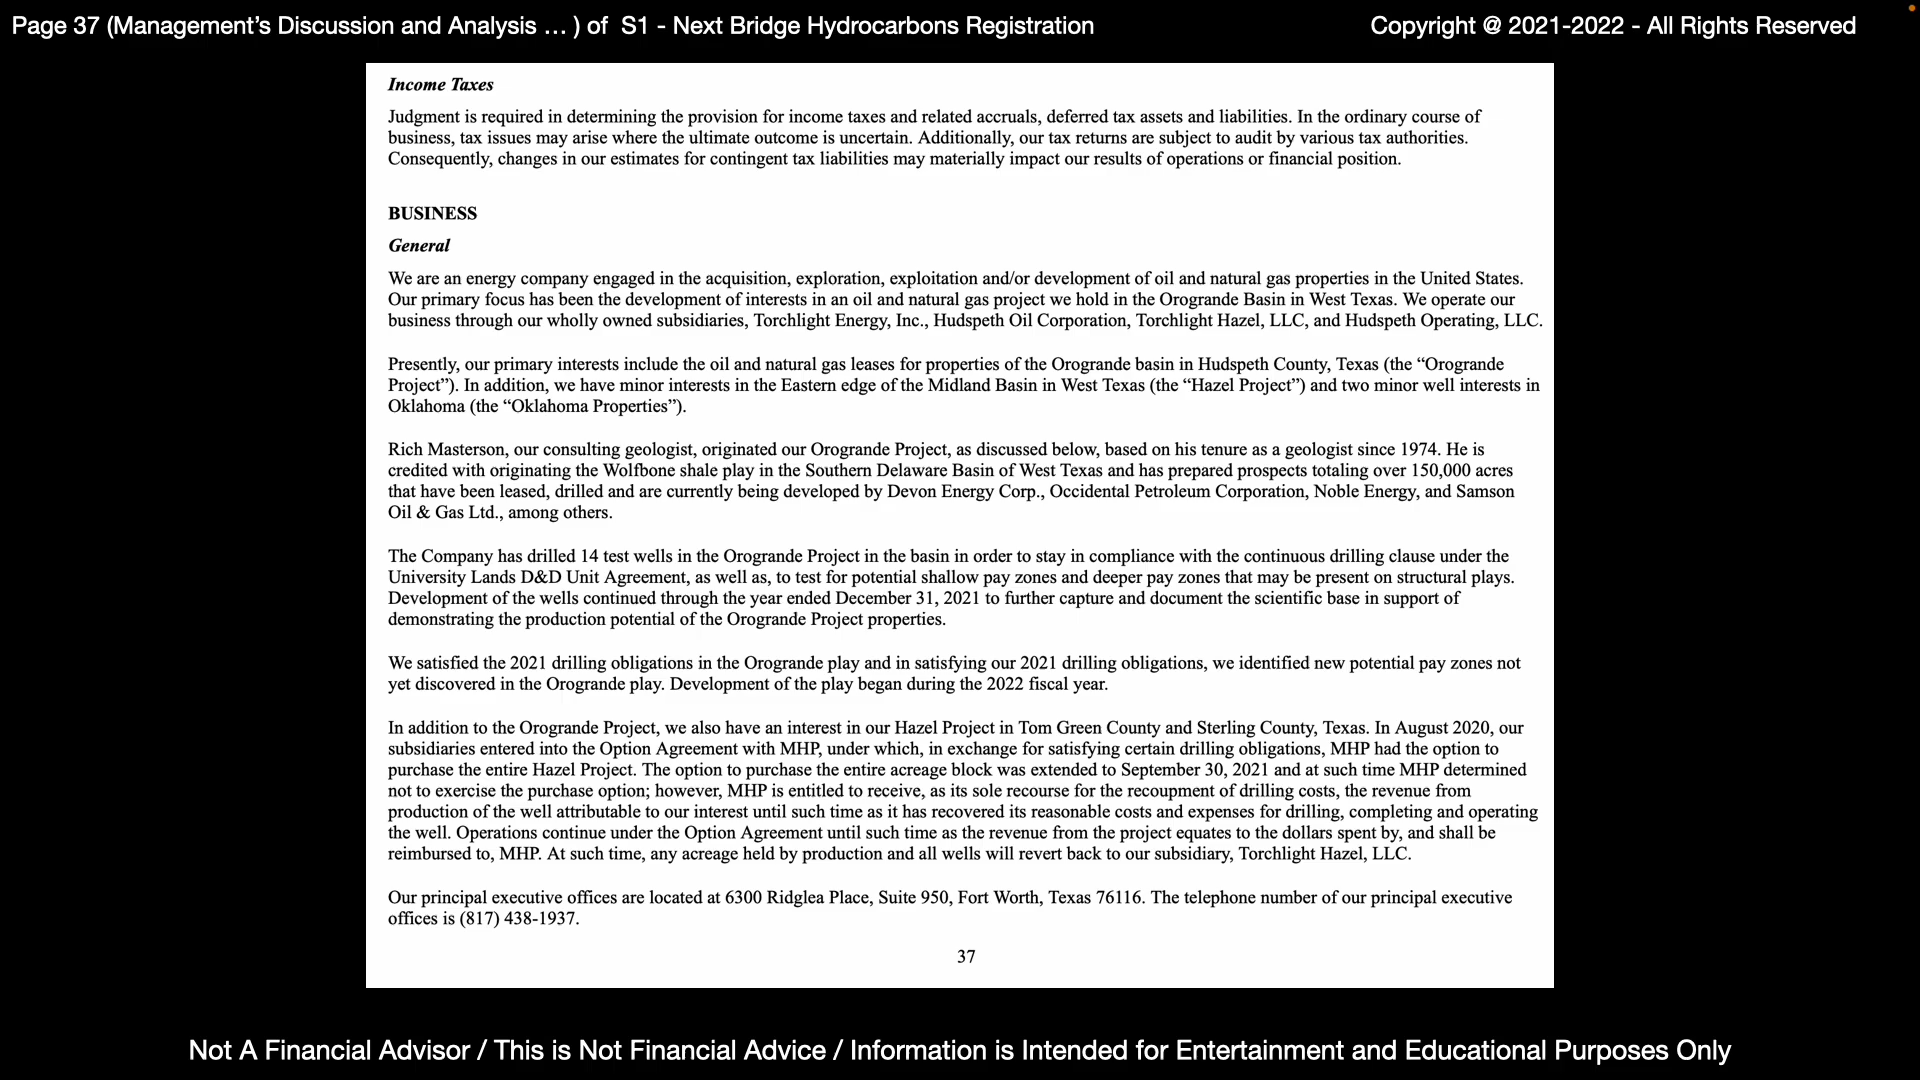 Page 37 (Management’s Discussion and Analysis … ) of  S1 - Next Bridge Hydrocarbons Registration
Copyright @ 2021-2022 - All Rights Reserved
Income Taxes
Judgment is required in determining the provision for income taxes and related accruals, deferred tax assets and liabilities. In the ordinary course of
business, tax issues may arise where the ultimate outcome is uncertain. Additionally, our tax returns are subject to audit by various tax authorities.
Consequently, changes in our estimates for contingent tax liabilities may materially impact our results of operations or financial position.
BUSINESS
General
We are an energy company engaged in the acquisition, exploration, exploitation and/or development of oil and natural gas properties in the United States.
Our primary focus has been the development of interests in an oil and natural gas project we hold in the Orogrande Basin in West Texas. We operate our
business through our wholly owned subsidiaries, Torchlight Energy, Inc., Hudspeth Oil Corporation, Torchlight Hazel, LLC, and Hudspeth Operating, LLC.
Presently, our primary interests include the oil and natural gas leases for properties of the Orogrande basin in Hudspeth County, Texas (the “Orogrande
Project”). In addition, we have minor interests in the Eastern edge of the Midland Basin in West Texas (the “Hazel Project”) and two minor well interests in
Oklahoma (the “Oklahoma Properties”).
Rich Masterson, our consulting geologist, originated our Orogrande Project, as discussed below, based on his tenure as a geologist since 1974. He is
credited with originating the Wolfbone shale play in the Southern Delaware Basin of West Texas and has prepared prospects totaling over 150,000 acres
that have been leased, drilled and are currently being developed by Devon Energy Corp., Occidental Petroleum Corporation, Noble Energy, and Samson
Oil & Gas Ltd., among others.
The Company has drilled 14 test wells in the Orogrande Project in the basin in order to stay in compliance with the continuous drilling clause under the
University Lands D&D Unit Agreement, as well as, to test for potential shallow pay zones and deeper pay zones that may be present on structural plays.
Development of the wells continued through the year ended December 31, 2021 to further capture and document the scientific base in support of
demonstrating the production potential of the Orogrande Project properties.
We satisfied the 2021 drilling obligations in the Orogrande play and in satisfying our 2021 drilling obligations, we identified new potential pay zones not
yet discovered in the Orogrande play. Development of the play began during the 2022 fiscal year.
In addition to the Orogrande Project, we also have an interest in our Hazel Project in Tom Green County and Sterling County, Texas. In August 2020, our
subsidiaries entered into the Option Agreement with MHP, under which, in exchange for satisfying certain drilling obligations, MHP had the option to
purchase the entire Hazel Project. The option to purchase the entire acreage block was extended to September 30, 2021 and at such time MHP determined
not to exercise the purchase option; however, MHP is entitled to receive, as its sole recourse for the recoupment of drilling costs, the revenue from
production of the well attributable to our interest until such time as it has recovered its reasonable costs and expenses for drilling, completing and operating
the well. Operations continue under the Option Agreement until such time as the revenue from the project equates to the dollars spent by, and shall be
reimbursed to, MHP. At such time, any acreage held by production and all wells will revert back to our subsidiary, Torchlight Hazel, LLC.
Our principal executive offices are located at 6300 Ridglea Place, Suite 950, Fort Worth, Texas 76116. The telephone number of our principal executive
offices is (817) 438-1937.
37
Not A Financial Advisor / This is Not Financial Advice / Information is Intended for Entertainment and Educational Purposes Only